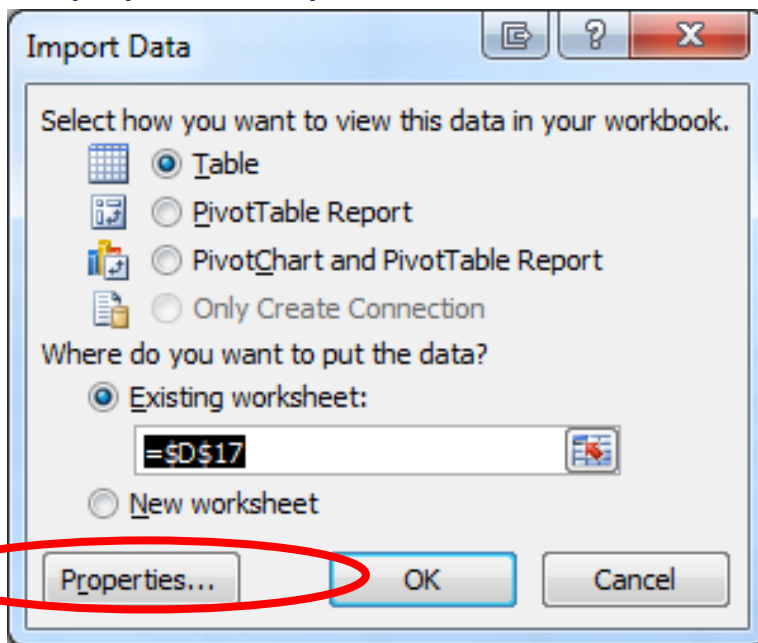 Import Data
Select how you want to view this data in your workbook.
Table
PivotTable Report
PivotChart and PivotTable Report
Only Create Connection
Where do you want to put the data?
Existing worksheet:
=$D$17
New worksheet
Properties... OK Cancel